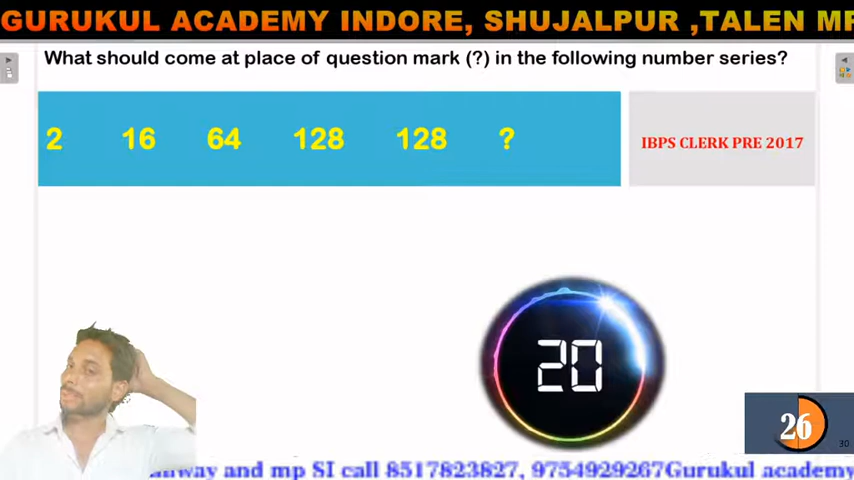 GURUKUL ACADEMY INDORE, SHUJALPUR ,TALEN MP
What should come at place of question mark (?) in the following number series?
2 16 64 128 128 ?
IBPS CLERK PRE 2017
20
26
30
and mp SI call 8517823827, 9754929267Gurukul academy